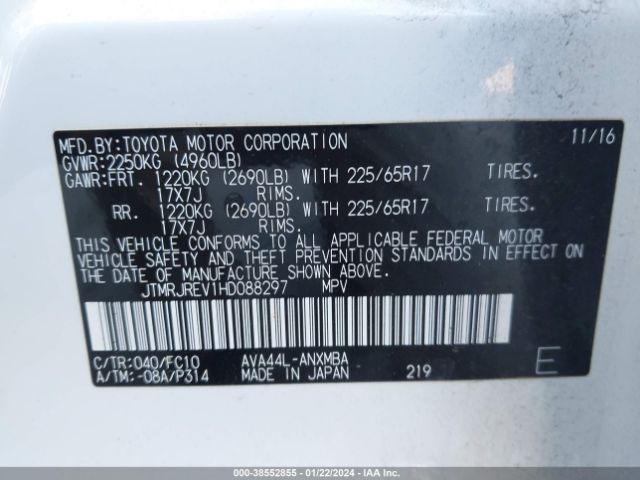 MFD.BY:TOYOTA MOTOR CORPORATION 11/16
GVWR:2250KG (4960LB)
GAWR:FRT. 1220KG (2690LB) WITH 225/65R17 TIRES.
17X7J RIMS.
RR. 1220KG (2690LB) WITH 225/65R17 TIRES.
17X7J RIMS.
THIS VEHICLE CONFORMS TO ALL APPLICABLE FEDERAL MOTOR
VEHICLE SAFETY AND THEFT PREVENTION STANDARDS IN EFFECT ON
THE DATE OF MANUFACTURE SHOWN ABOVE.
JTMRJREV1HD088297 MPV
C/TR:040/FC10 AVA44L-ANXMBA
A/TM:-08A/P314 MADE IN JAPAN 219 E
000-38552855 - 01/22/2024 - IAAI.COM